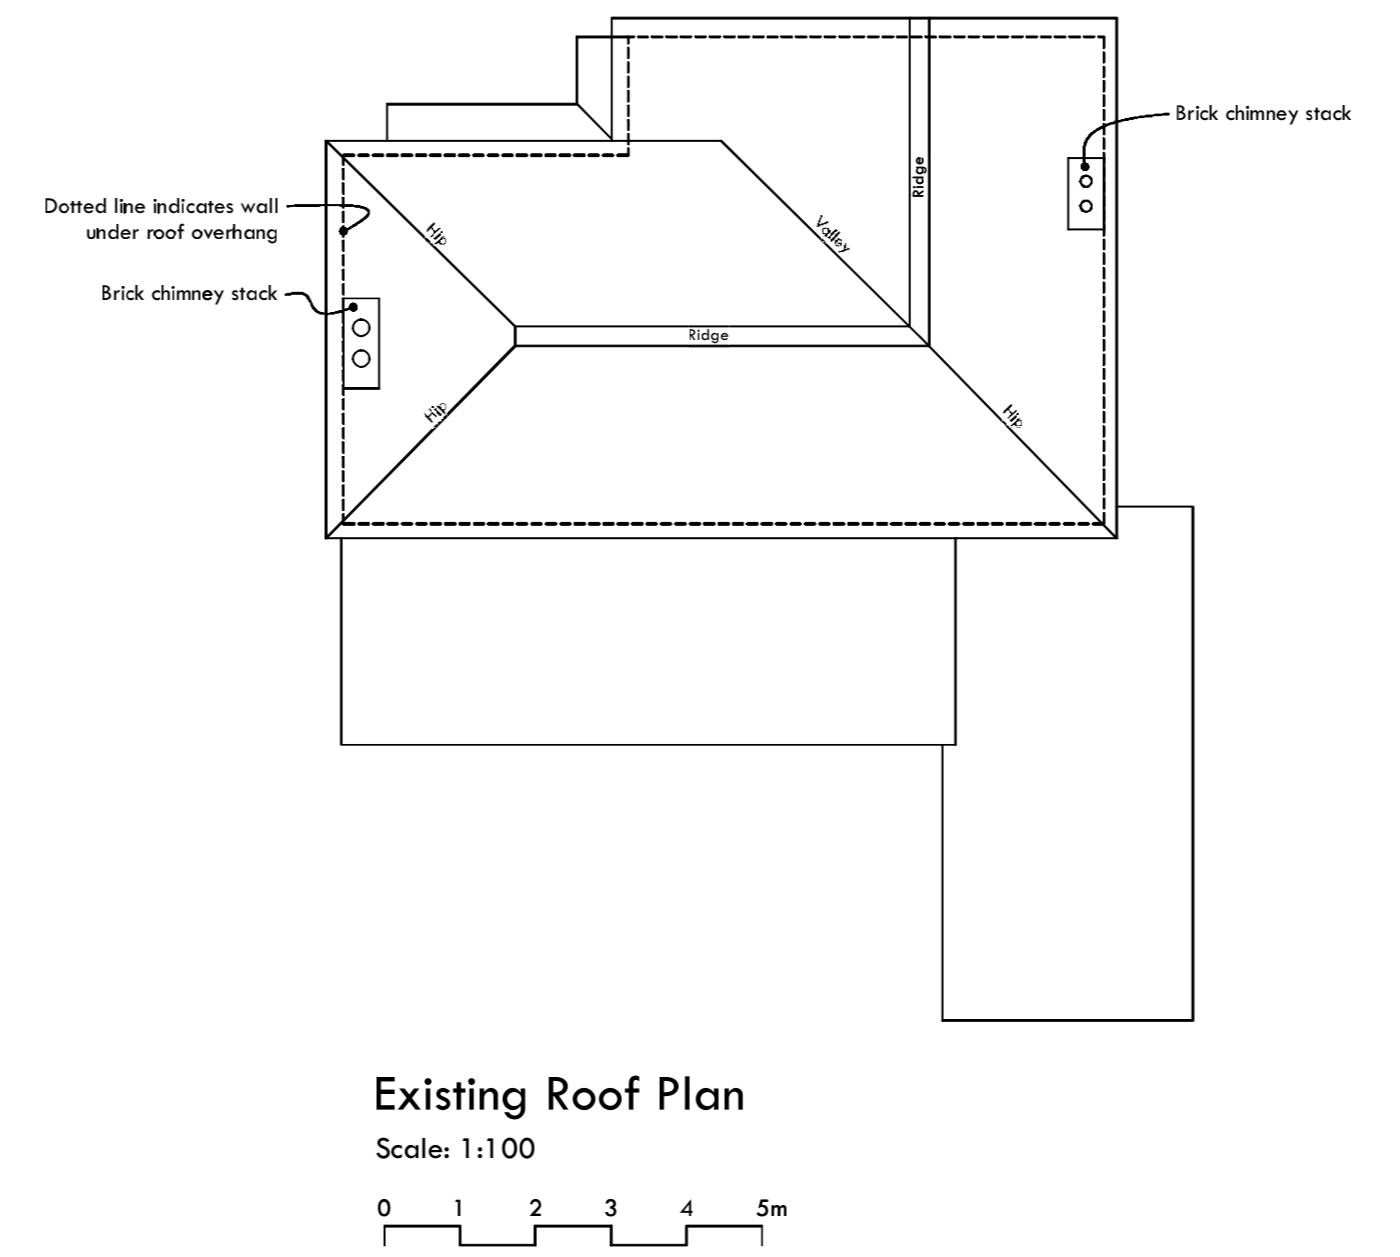 Brick chimney stack
Ridge
Dotted line indicates wall
under roof overhang
Hip
Valley
Brick chimney stack
Ridge
Hip
Hip
Existing Roof Plan
Scale: 1:100
0 1 2 3 4 5m